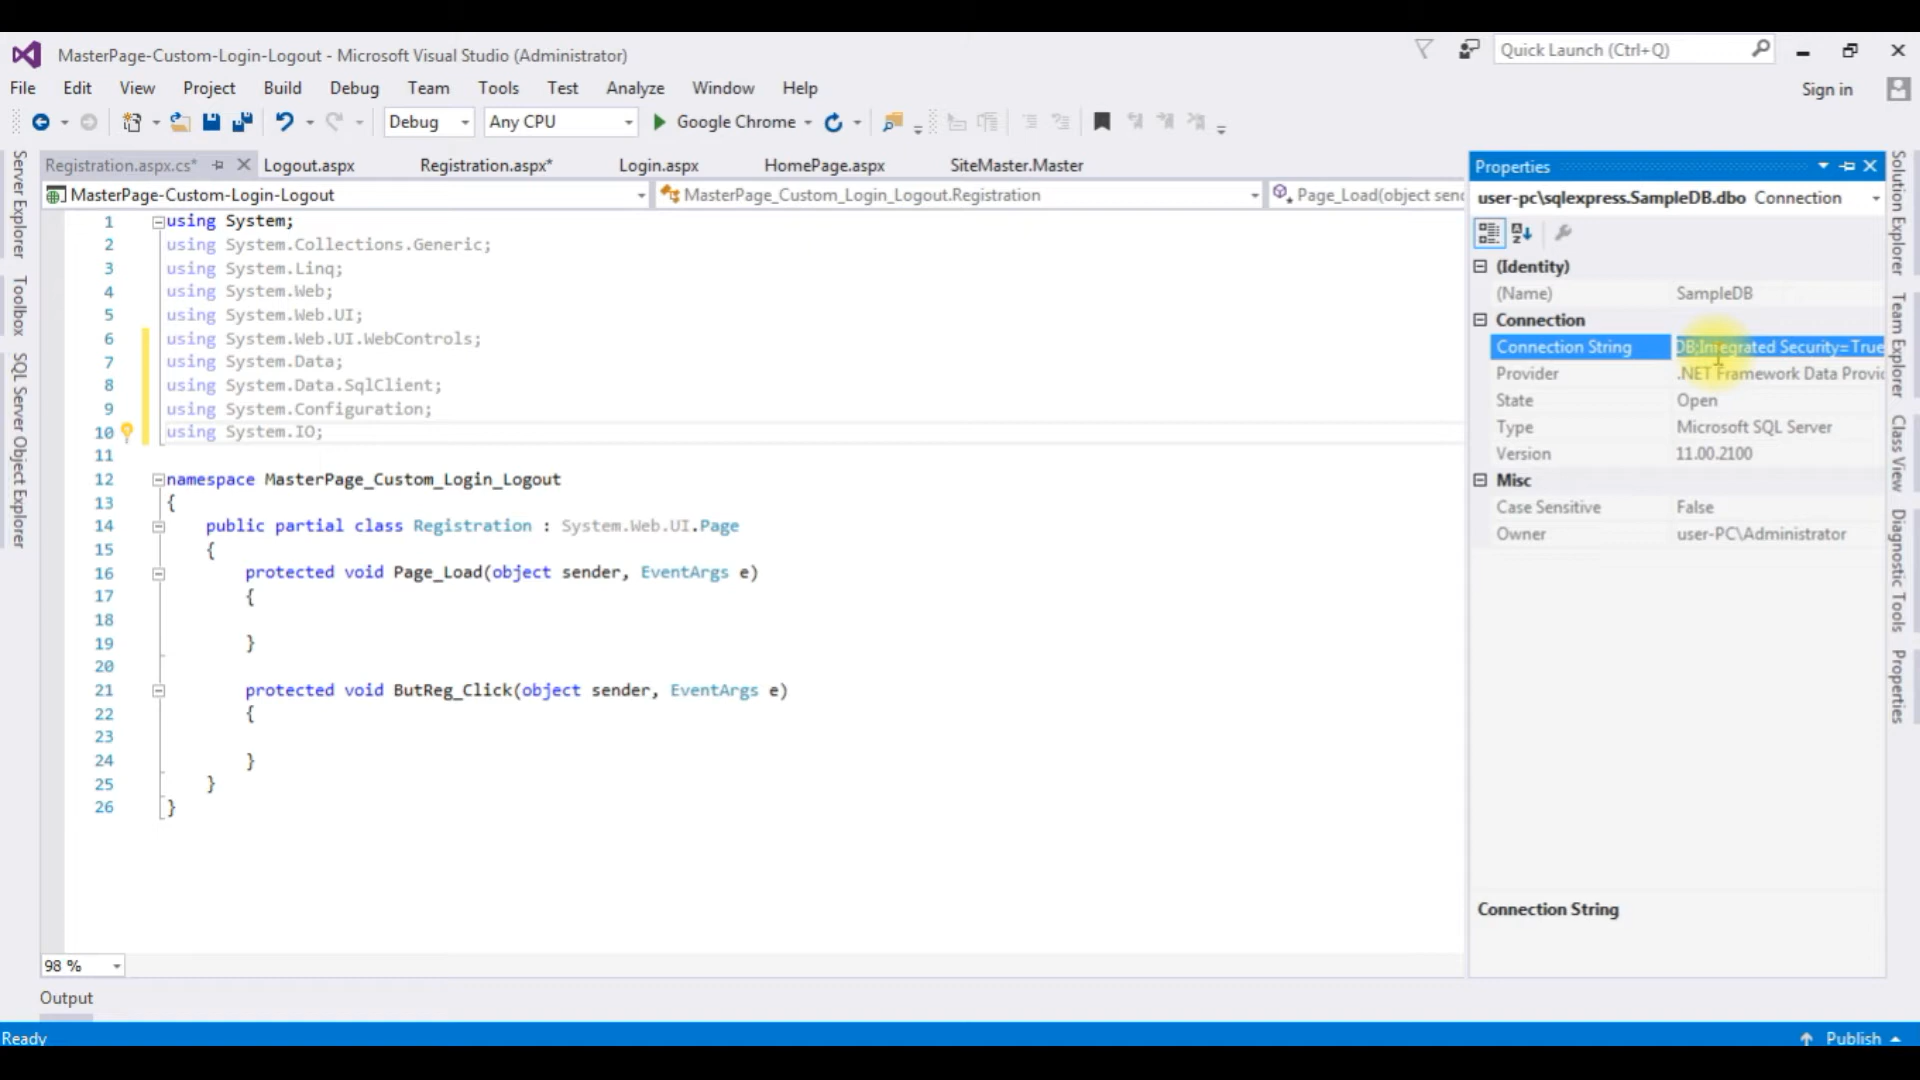 MasterPage-Custom-Login-Logout - Microsoft Visual Studio (Administrator)
Quick Launch (Ctrl+Q)
File Edit View Project Build Debug Team Tools Test Analyze Window Help
Sign in
Debug Any CPU Google Chrome
Registration.aspx.cs* Logout.aspx Registration.aspx* Login.aspx HomePage.aspx SiteMaster.Master
MasterPage-Custom-Login-Logout MasterPage_Custom_Login_Logout.Registration Page_Load(object send
Server Explorer
Toolbox
SQL Server Object Explorer
1 using System;
2 using System.Collections.Generic;
3 using System.Linq;
4 using System.Web;
5 using System.Web.UI;
6 using System.Web.UI.WebControls;
7 using System.Data;
8 using System.Data.SqlClient;
9 using System.Configuration;
10 using System.IO;
11
12 namespace MasterPage_Custom_Login_Logout
13 {
14 public partial class Registration : System.Web.UI.Page
15 {
16 protected void Page_Load(object sender, EventArgs e)
17 {
18
19 }
20
21 protected void ButReg_Click(object sender, EventArgs e)
22 {
23
24 }
25 }
26 }
98 %
Output
Ready
Publish
Properties
user-pc\sqlexpress.SampleDB.dbo Connection
(Identity)
(Name) SampleDB
Connection
Connection String DB;Integrated Security=True
Provider .NET Framework Data Provi
State Open
Type Microsoft SQL Server
Version 11.00.2100
Misc
Case Sensitive False
Owner user-PC\Administrator
Connection String
Solution Explorer
Team Explorer
Class View
Diagnostic Tools
Properties